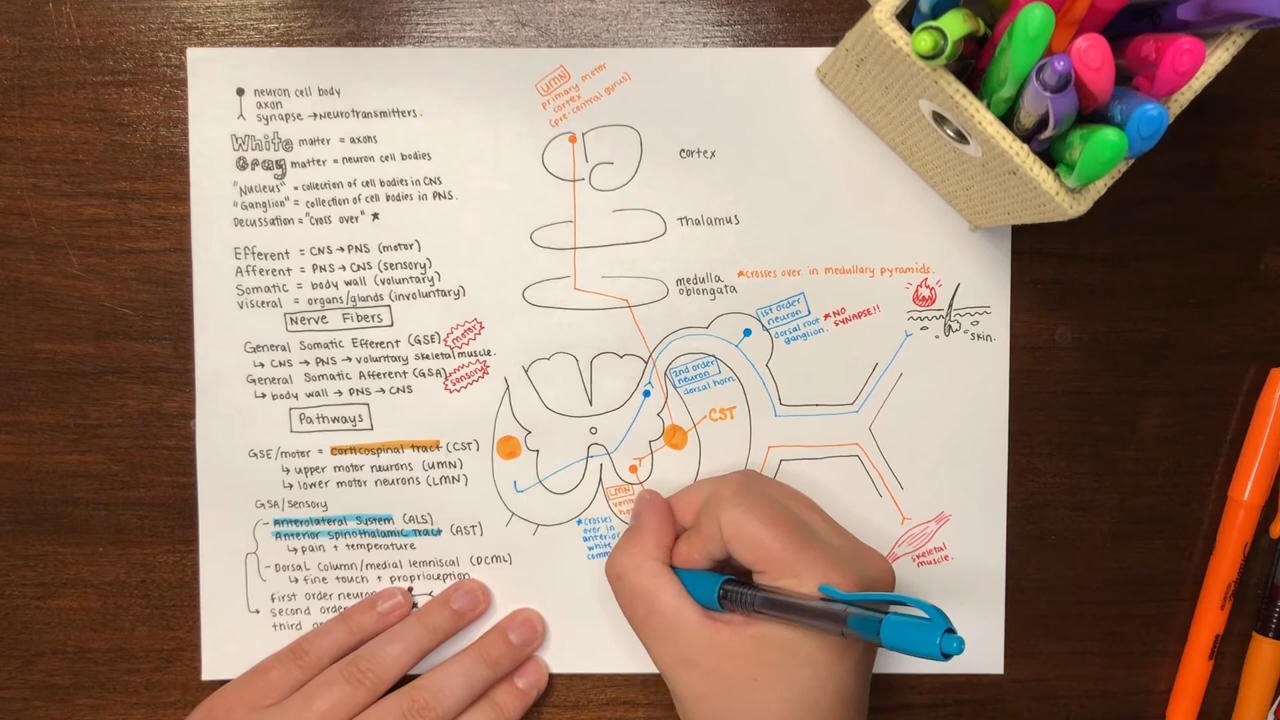 neuron cell body
axon
synapse → Neurotransmitters.
White matter = axons
Gray matter = neuron cell bodies
"Nucleus" = collection of cell bodies in CNS
"Ganglion" = collection of cell bodies in PNS.
Decussation = "cross over" *
Efferent = CNS → PNS (motor)
Afferent = PNS → CNS (sensory)
Somatic = body wall (voluntary)
Visceral = organs/glands (involuntary)
Nerve Fibers
General Somatic Efferent (GSE) motor
↳ CNS → PNS → voluntary skeletal muscle.
General Somatic Afferent (GSA) sensory
↳ body wall → PNS → CNS
Pathways
GSE/motor = corticospinal tract (CST)
↳ upper motor neurons (UMN)
↳ lower motor neurons (LMN)
GSA/sensory
- Anterolateral System (ALS)
Anterior Spinothalamic Tract (AST)
↳ pain + temperature
- Dorsal column/medial lemniscal (DCML)
↳ fine touch + proprioception
first order
second order
third
UMN
primary motor
cortex
(pre-central gyrus)
cortex
Thalamus
medulla
oblongata
*crosses over in medullary pyramids.
1st order
neuron
dorsal root
ganglion.
*NO
SYNAPSE!!
skin.
2nd order
neuron
dorsal horn.
CST
LMN
*crosses
over in
anterior
white
skeletal
muscle.